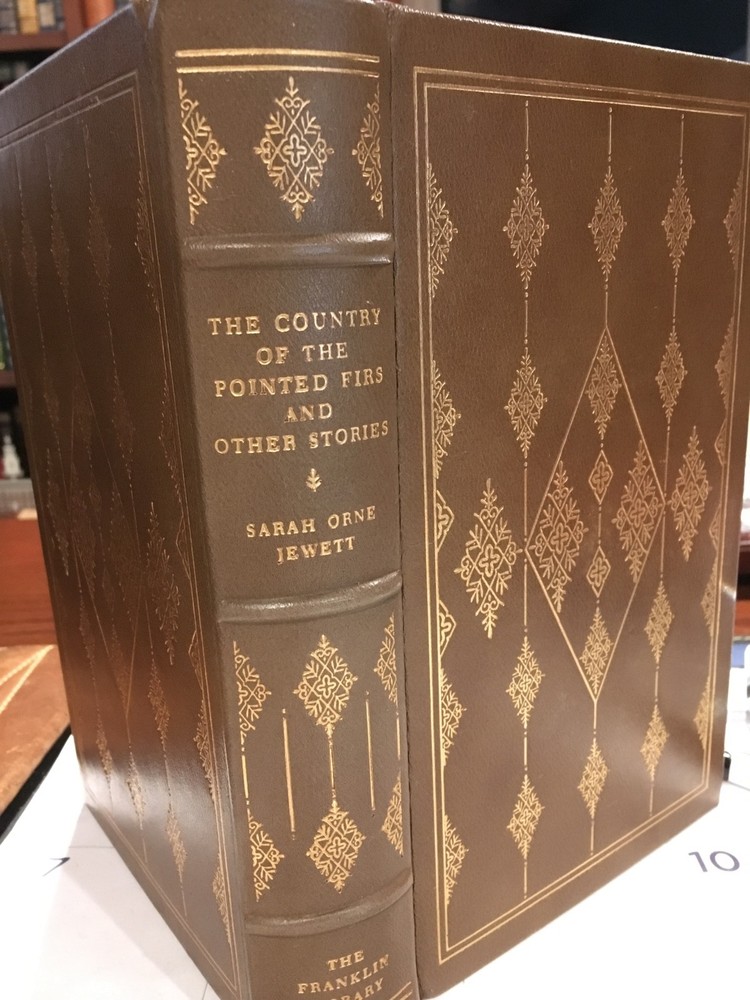 THE COUNTRY
OF THE
POINTED FIRS
AND
OTHER STORIES
SARAH ORNE
JEWETT
THE
FRANKLIN
LIBRARY
10